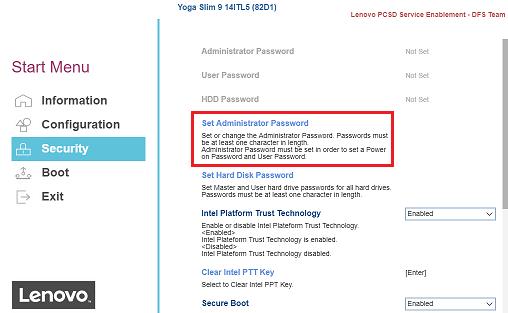 Yoga Slim 9 14ITL5 (82D1)
Lenovo PCSD Service Enablement - DFS Team
Start Menu
Information
Configuration
Security
Boot
Exit
Lenovo.
Administrator Password Not Set
User Password Not Set
HDD Password Not Set
Set Administrator Password
Set or change the Administrator Password. Passwords must
be at least one character in length.
Administrator Password must be set in order to set a Power
on Password and User Password.
Set Hard Disk Password
Set Master and User hard drive passwords for all hard drives.
Passwords must be at least one character in length.
Intel Platform Trust Technology Enabled
Enable or disable Intel Plateform Trust Technology.
<Enabled>
Intel Plateform Trust Technology is enabled.
<Disabled>
Intel Plateform Trust Technology disabled.
Clear Intel PTT Key [Enter]
Select to Clear Intel PPT Key.
Secure Boot Enabled